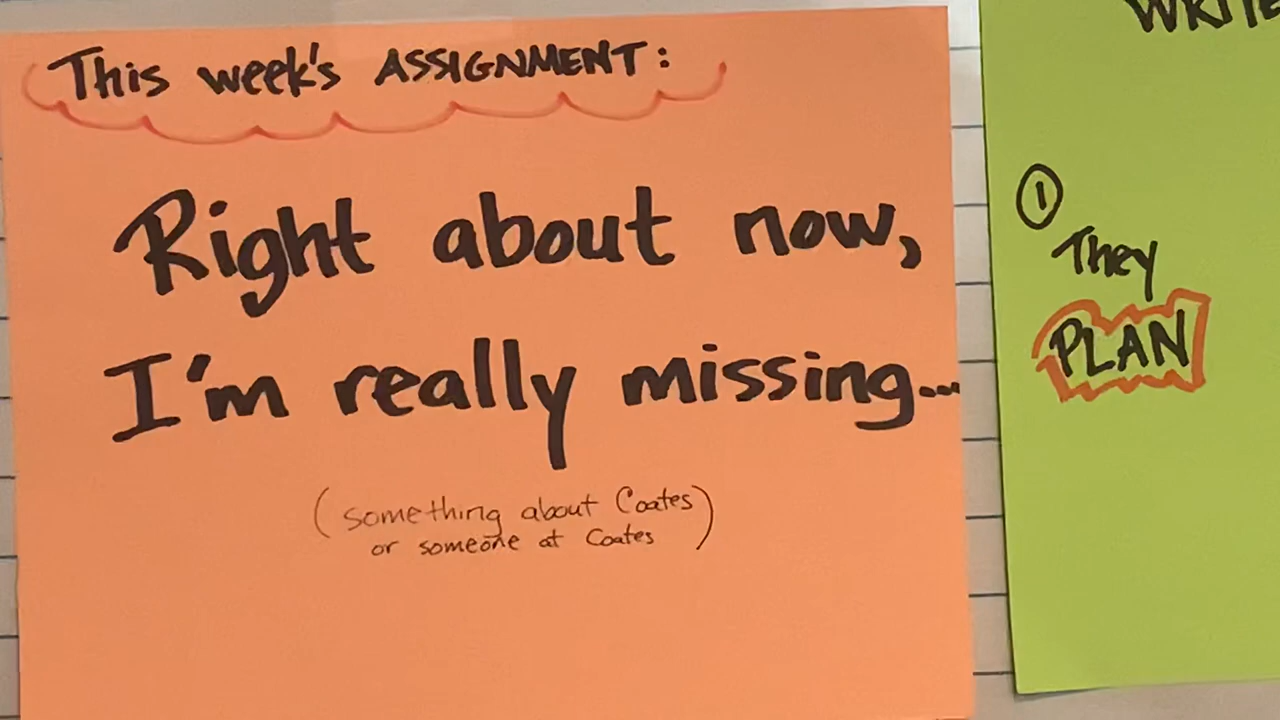 This week's ASSIGNMENT:
Right about now,
I'm really missing...
(something about Coates)
or someone at Coates
①
They
PLAN